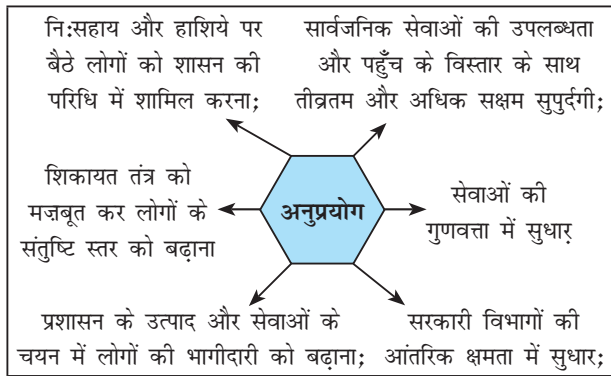 नि:सहाय और हाशिये पर
बैठे लोगों को शासन की
परिधि में शामिल करना;
सार्वजनिक सेवाओं की उपलब्धता
और पहुँच के विस्तार के साथ
तीव्रतम और अधिक सक्षम सुपुर्दगी;
शिकायत तंत्र को
मज़बूत कर लोगों के
संतुष्टि स्तर को बढ़ाना
अनुप्रयोग
सेवाओं की
गुणवत्ता में सुधार
प्रशासन के उत्पाद और सेवाओं के
चयन में लोगों की भागीदारी को बढ़ाना;
सरकारी विभागों की
आंतरिक क्षमता में सुधार;